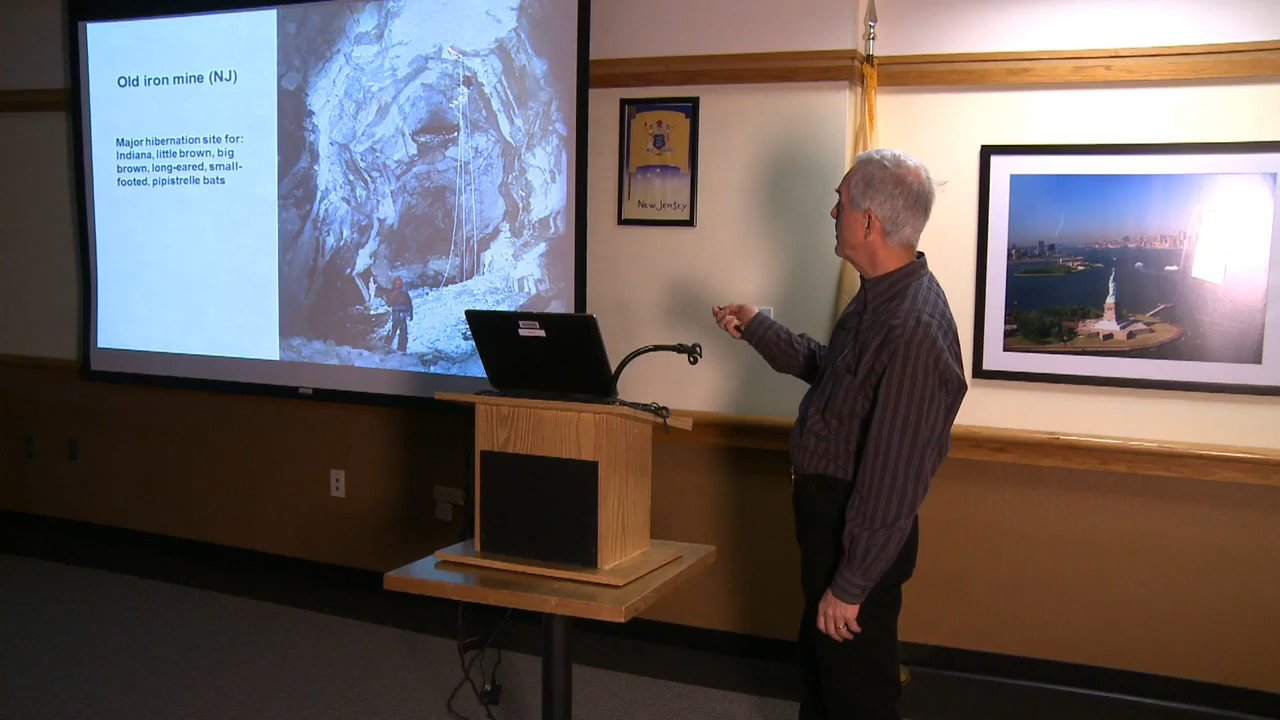 Old iron mine (NJ)
Major hibernation site for:
Indiana, little brown, big
brown, long-eared, small-
footed, pipistrelle bats
New Jersey